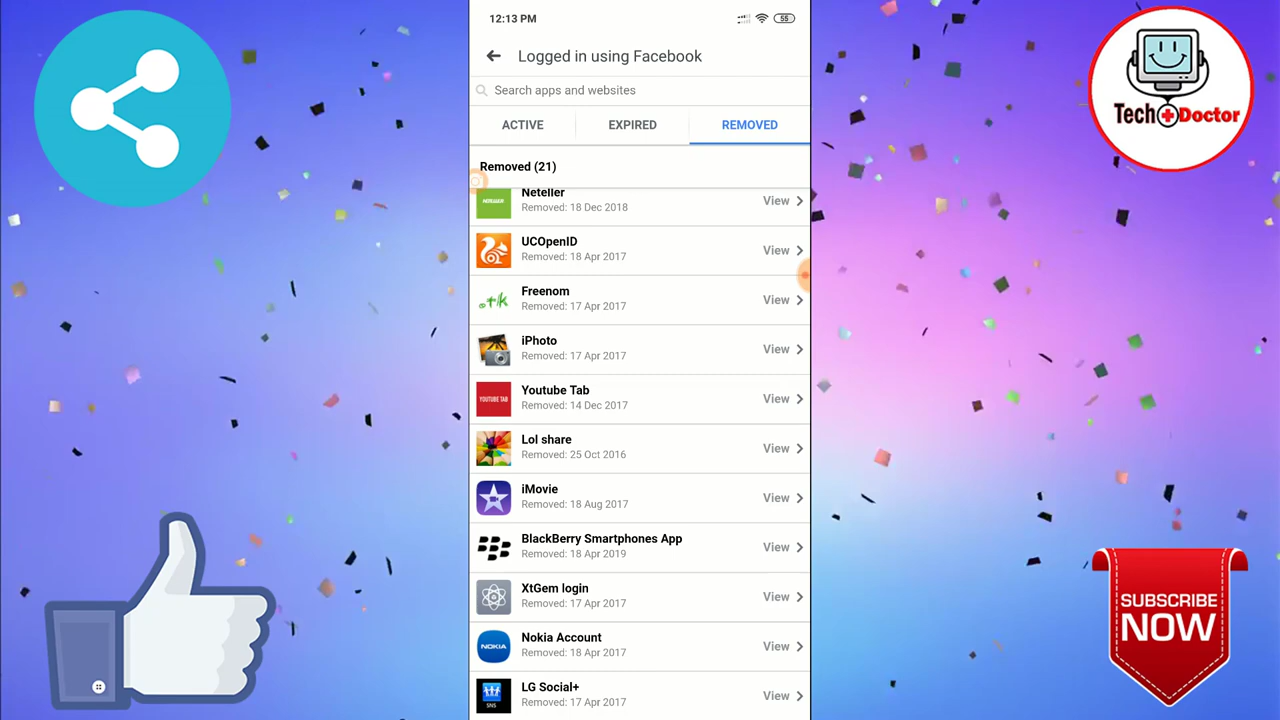 12:13 PM
55
Logged in using Facebook
Search apps and websites
ACTIVE
EXPIRED
REMOVED
Removed (21)
Neteller
Removed: 18 Dec 2018
View
UCOpenID
Removed: 18 Apr 2017
View
Freenom
Removed: 17 Apr 2017
View
iPhoto
Removed: 17 Apr 2017
View
YOUTUBE TAB
Youtube Tab
Removed: 14 Dec 2017
View
Lol share
Removed: 25 Oct 2016
View
iMovie
Removed: 18 Aug 2017
View
BlackBerry Smartphones App
Removed: 18 Apr 2019
View
XtGem login
Removed: 17 Apr 2017
View
NOKIA
Nokia Account
Removed: 18 Apr 2017
View
SNS
LG Social+
Removed: 17 Apr 2017
View
Tech Doctor
SUBSCRIBE
NOW